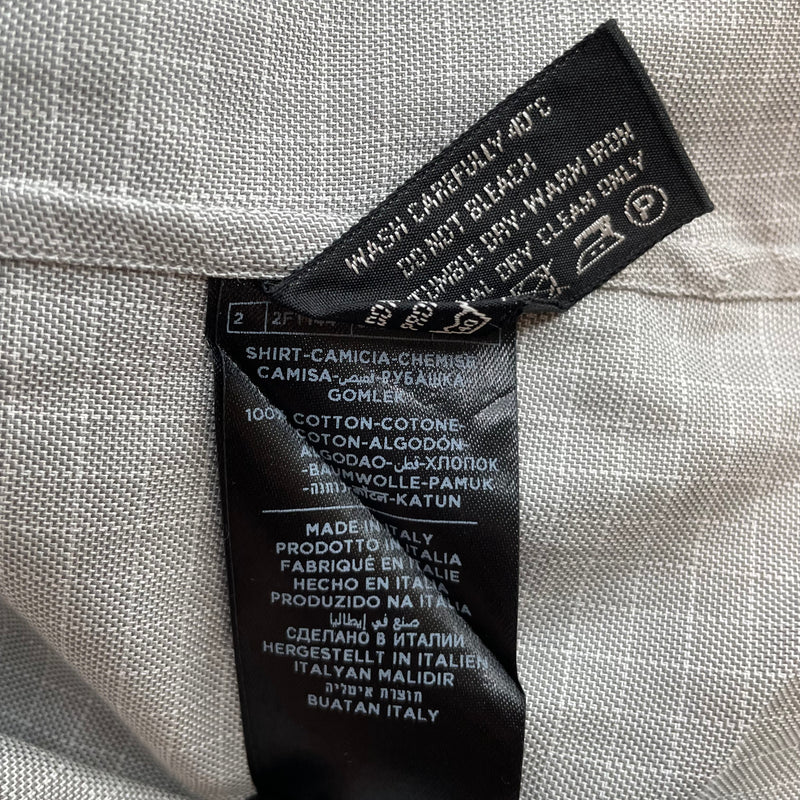 WASH CAREFULLY 40°C
DO NOT BLEACH
TUMBLE DRY-WARM IRON
DRY CLEAN ONLY
P
2
SHIRT-CAMICIA-CHEMISE
CAMISA-قميص-РУБАШКА
GOMLEK
100% COTTON-COTONE-
COTON-ALGODÓN-
ALGODAO-قطن-ХЛОПОК
-BAUMWOLLE-PAMUK
-כותנה-कॉटन-KATUN
MADE IN ITALY
PRODOTTO IN ITALIA
FABRIQUÉ EN ITALIE
HECHO EN ITALIA
PRODUZIDO NA ITALIA
صنع في إيطاليا
СДЕЛАНО В ИТАЛИИ
HERGESTELLT IN ITALIEN
ITALYAN MALIDIR
תוצרת איטליה
BUATAN ITALY